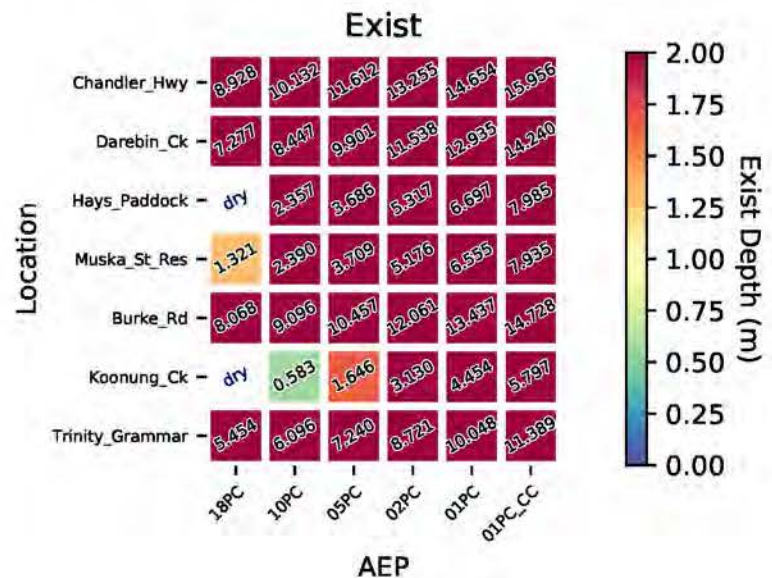 Exist
Chandler_Hwy 8.928 10.132 11.612 13.255 14.654 15.956
Darebin_Ck 7.277 8.447 9.901 11.538 12.935 14.240
Hays_Paddock dry 2.357 3.686 5.317 6.697 7.985
Muska_St_Res 1.321 2.390 3.709 5.176 6.555 7.935
Burke_Rd 8.068 9.096 10.457 12.061 13.437 14.728
Koonung_Ck dry 0.583 1.646 3.130 4.454 5.797
Trinity_Grammar 5.454 6.096 7.240 8.721 10.048 11.389
18PC 10PC 05PC 02PC 01PC 01PC_CC
AEP
Location
2.00
1.75
1.50
1.25
1.00
0.75
0.50
0.25
0.00
Exist Depth (m)